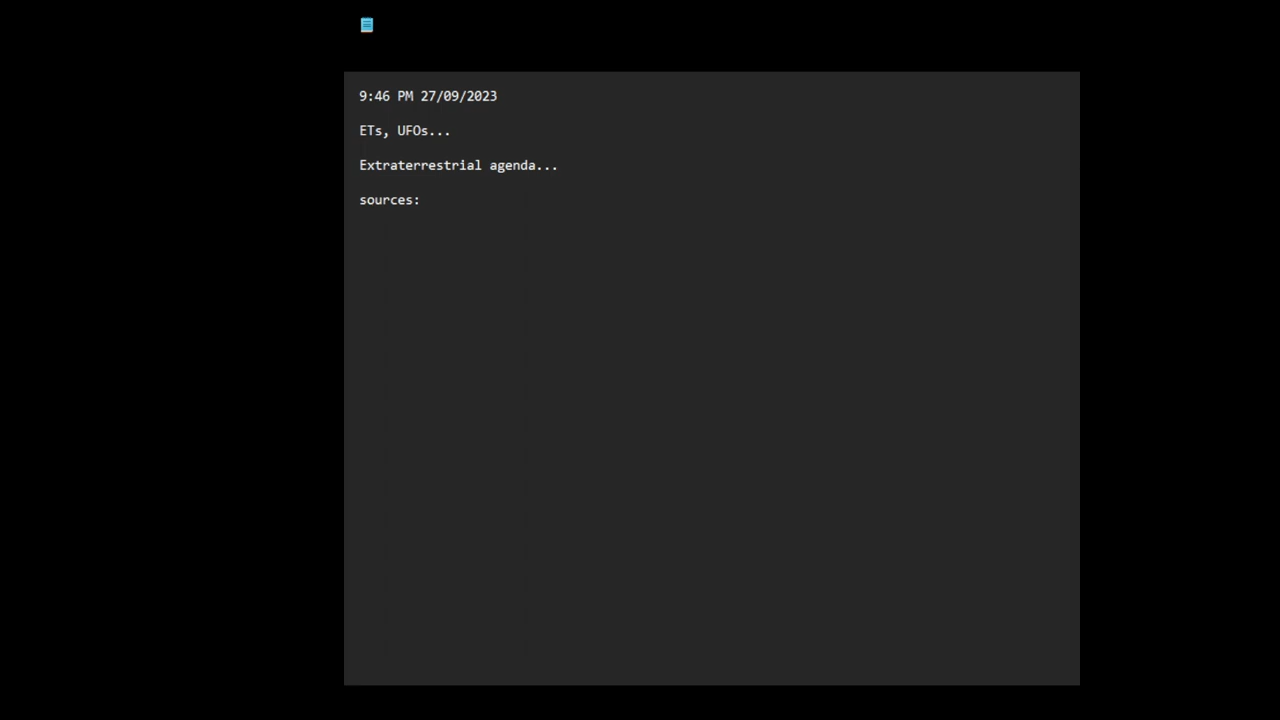 9:46 PM 27/09/2023
ETs, UFOs...
Extraterrestrial agenda...
sources: